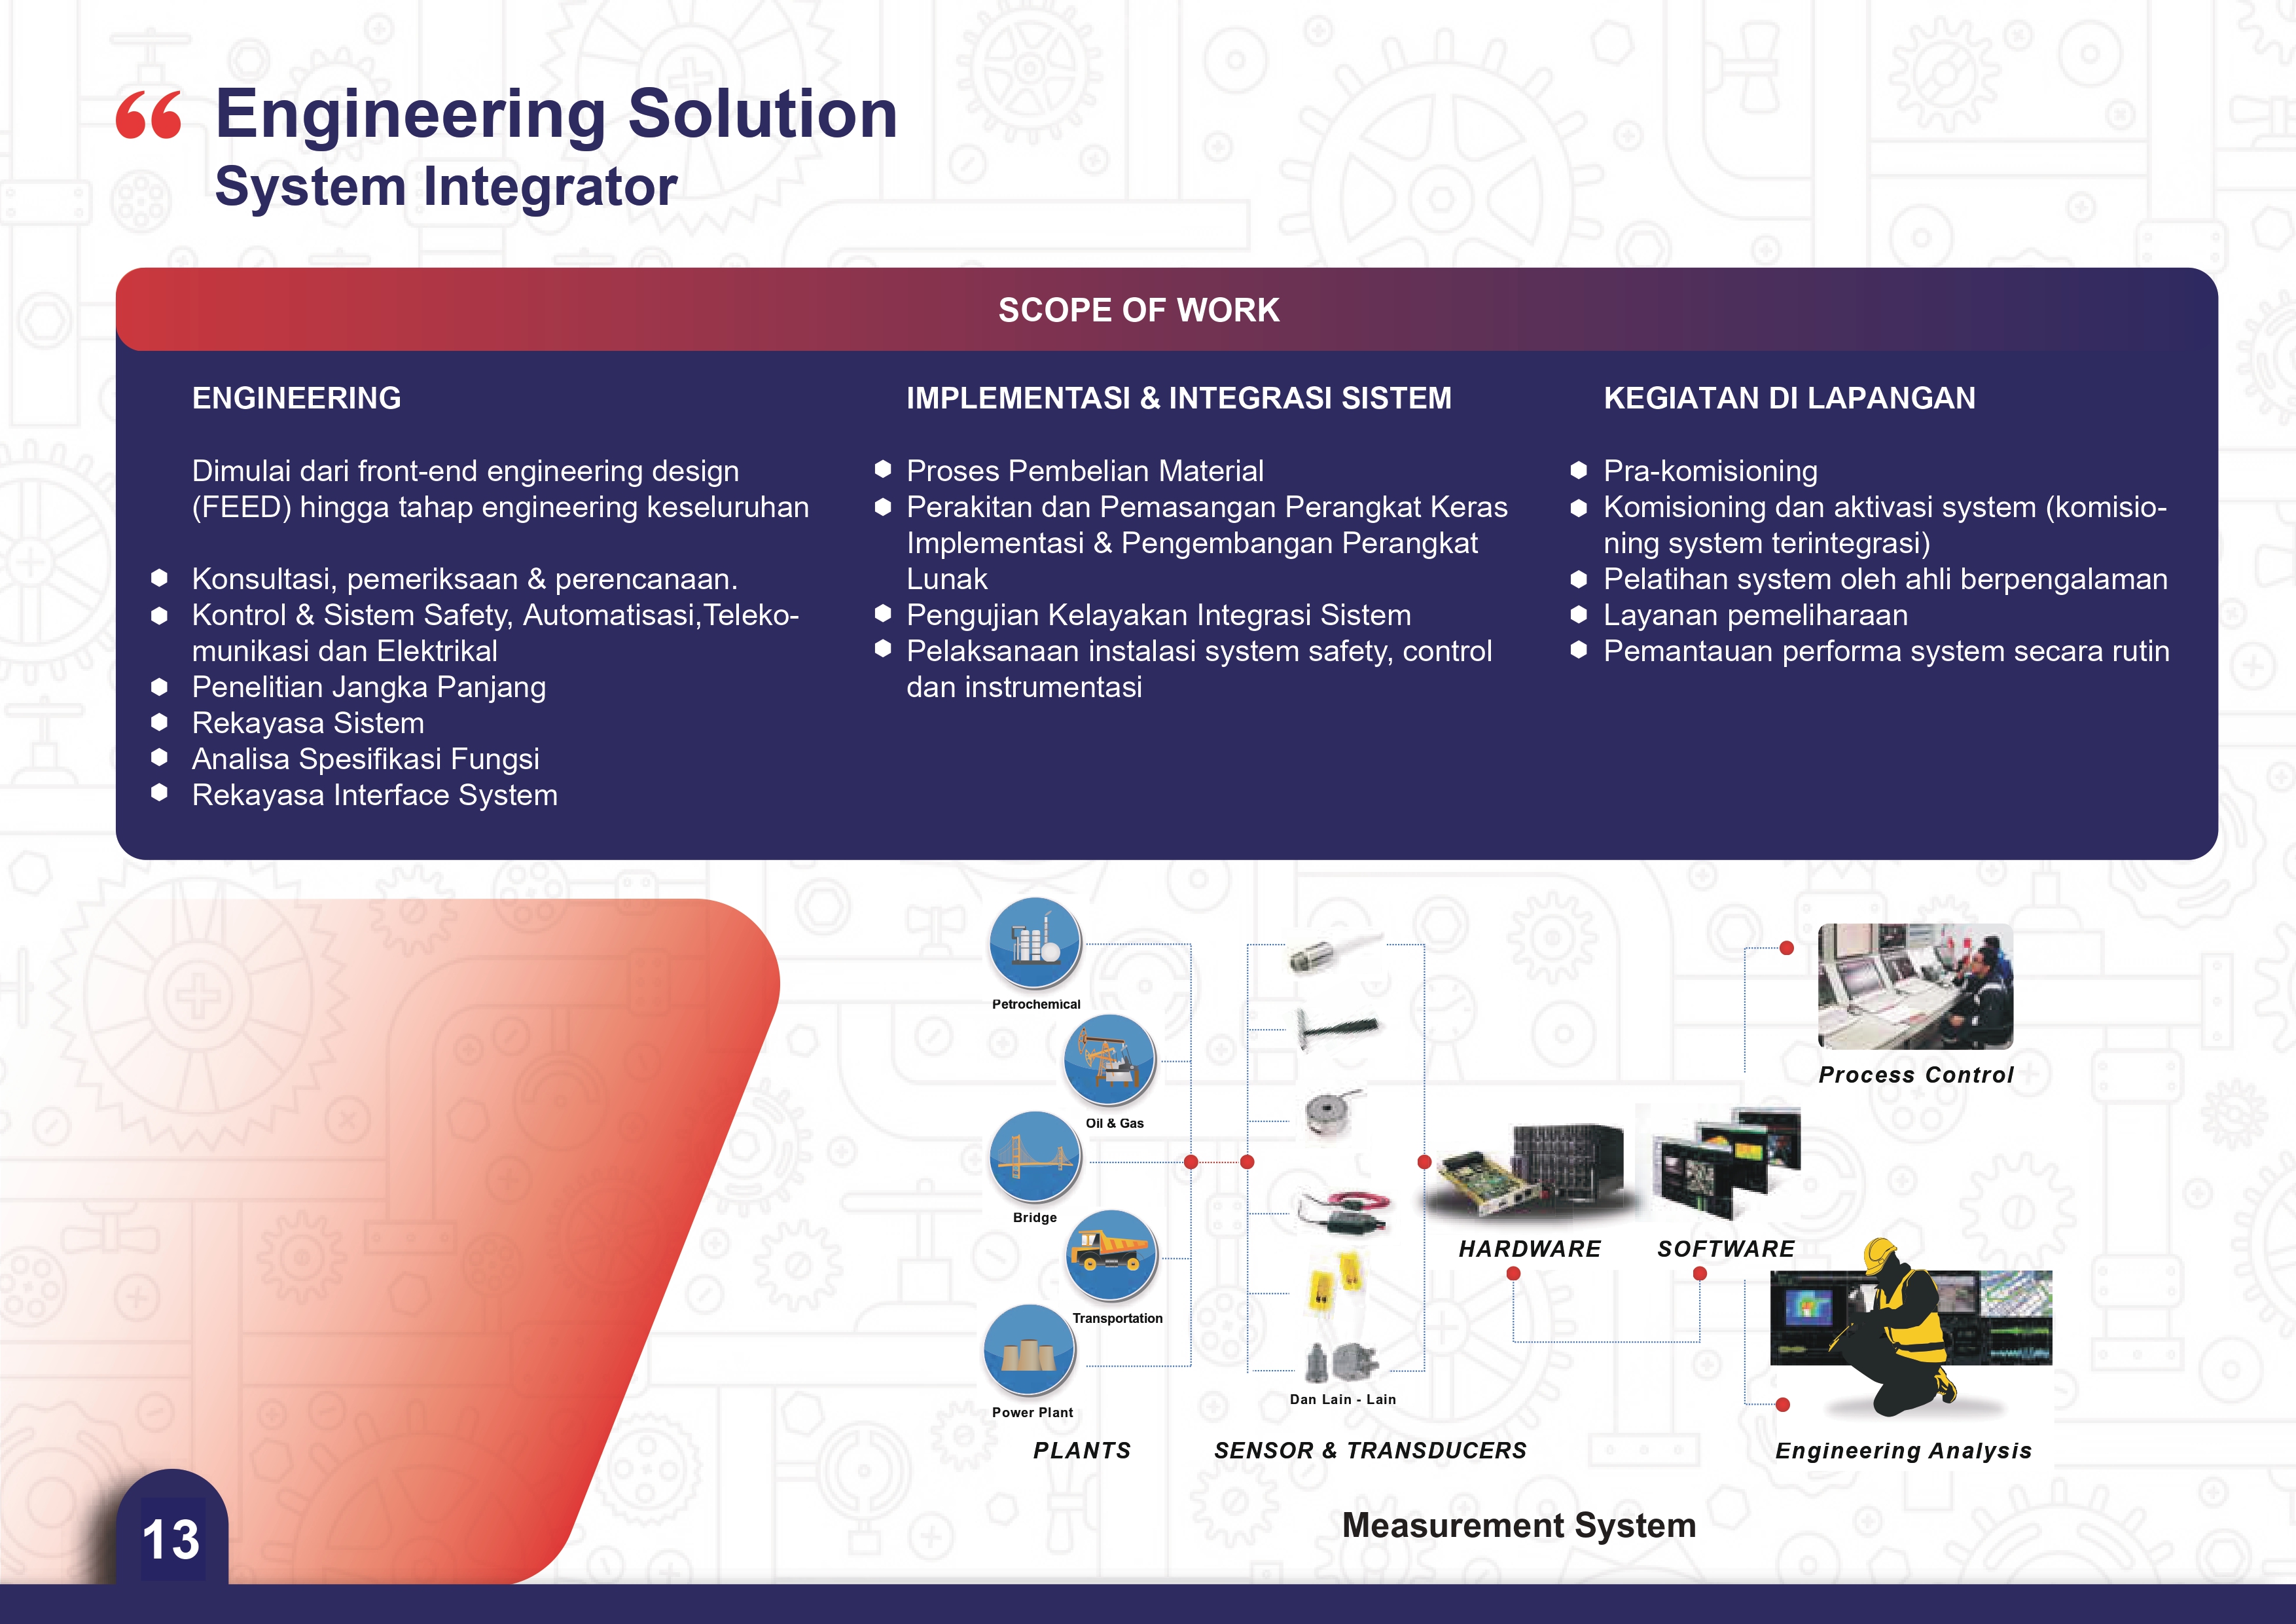 Engineering Solution
System Integrator
SCOPE OF WORK
ENGINEERING
Dimulai dari front-end engineering design
(FEED) hingga tahap engineering keseluruhan
Konsultasi, pemeriksaan & perencanaan.
Kontrol & Sistem Safety, Automatisasi,Teleko-
munikasi dan Elektrikal
Penelitian Jangka Panjang
Rekayasa Sistem
Analisa Spesifikasi Fungsi
Rekayasa Interface System
IMPLEMENTASI & INTEGRASI SISTEM
Proses Pembelian Material
Perakitan dan Pemasangan Perangkat Keras
Implementasi & Pengembangan Perangkat
Lunak
Pengujian Kelayakan Integrasi Sistem
Pelaksanaan instalasi system safety, control
dan instrumentasi
KEGIATAN DI LAPANGAN
Pra-komisioning
Komisioning dan aktivasi system (komisio-
ning system terintegrasi)
Pelatihan system oleh ahli berpengalaman
Layanan pemeliharaan
Pemantauan performa system secara rutin
Petrochemical
Oil & Gas
Bridge
Transportation
Power Plant
PLANTS
Dan Lain - Lain
SENSOR & TRANSDUCERS
HARDWARE
SOFTWARE
Process Control
Engineering Analysis
Measurement System
13